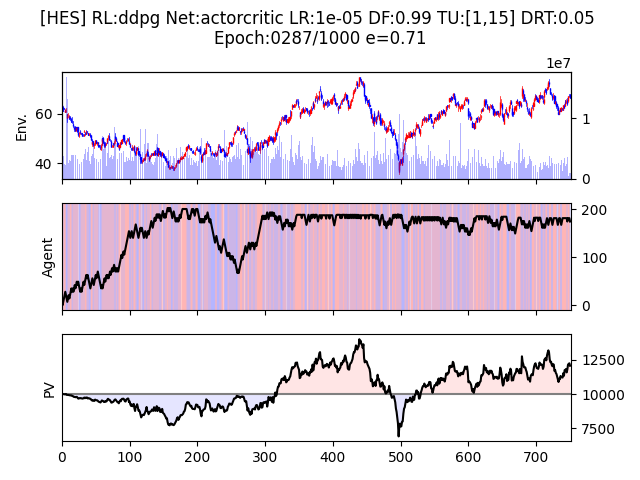 [HES] RL:ddpg Net:actorcritic LR:1e-05 DF:0.99 TU:[1,15] DRT:0.05
Epoch:0287/1000 e=0.71
1e7
Env.
60
40
1
0
Agent
200
100
0
PV
12500
10000
7500
0 100 200 300 400 500 600 700